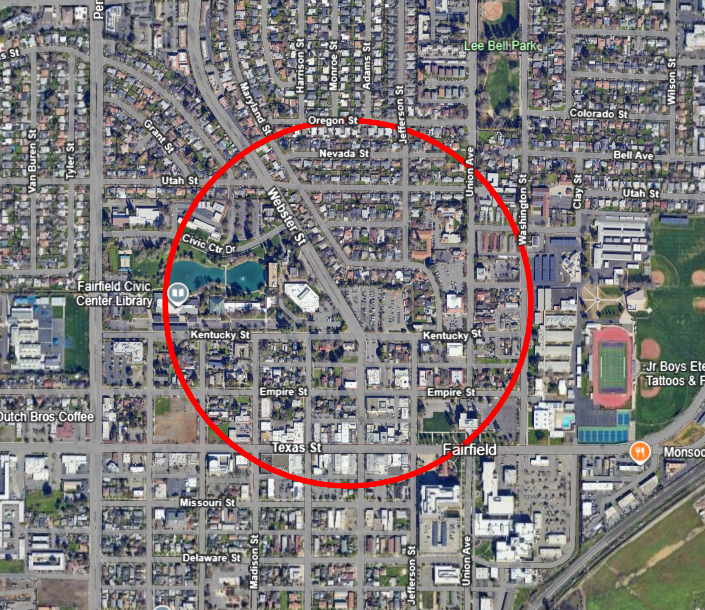 Per
Lee Bell Park
Harrison St
Monroe St
Adams St
Jefferson St
Wilson St
Maryland St
Oregon St
Colorado St
Grant St
Nevada St
Union Ave
Bell Ave
Van Buren St
Tyler St
Utah St
Washington St
Clay St
Utah St
Webster St
Civic Ctr Dr
Fairfield Civic
Center Library
Kentucky St
Kentucky St
Jr Boys Ete
Tattoos & P
Empire St
Empire St
Dutch Bros Coffee
Texas St
Fairfield
Monsoo
Missouri St
Madison St
Delaware St
Jefferson St
Union Ave